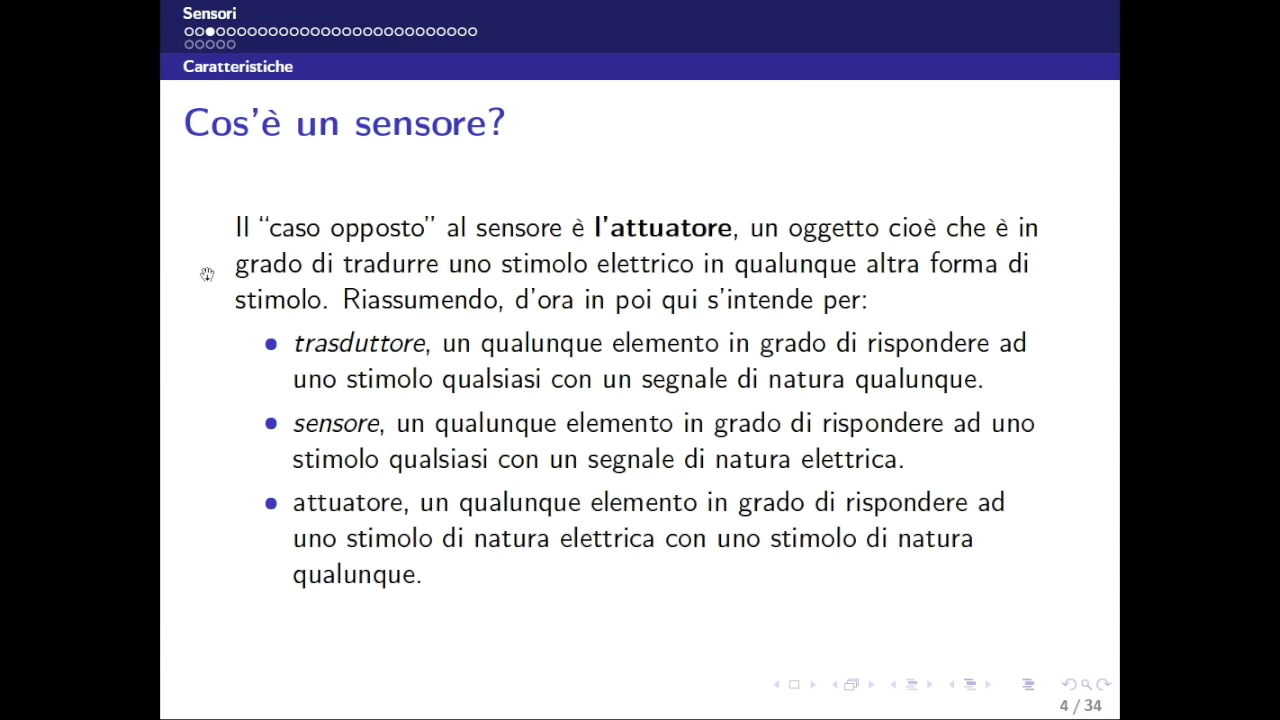 Sensori
Caratteristiche
Cos'è un sensore?
Il “caso opposto” al sensore è l'attuatore, un oggetto cioè che è in
grado di tradurre uno stimolo elettrico in qualunque altra forma di
stimolo. Riassumendo, d'ora in poi qui s'intende per:
trasduttore, un qualunque elemento in grado di rispondere ad
uno stimolo qualsiasi con un segnale di natura qualunque.
sensore, un qualunque elemento in grado di rispondere ad uno
stimolo qualsiasi con un segnale di natura elettrica.
attuatore, un qualunque elemento in grado di rispondere ad
uno stimolo di natura elettrica con uno stimolo di natura
qualunque.
4 / 34